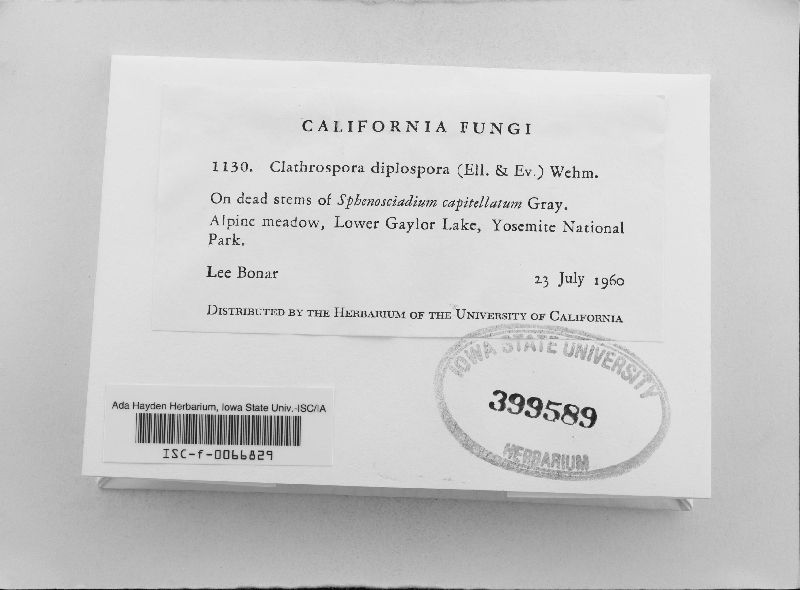 CALIFORNIA FUNGI
1130. Clathrospora diplospora (Ell. & Ev.) Wehm.
On dead stems of Sphenosciadium capitellatum Gray.
Alpine meadow, Lower Gaylor Lake, Yosemite National
Park.
Lee Bonar 23 July 1960
DISTRIBUTED BY THE HERBARIUM OF THE UNIVERSITY OF CALIFORNIA
IOWA STATE UNIVERSITY
399589
HERBARIUM
Ada Hayden Herbarium, Iowa State Univ.-ISC/IA
ISC-f-0066829